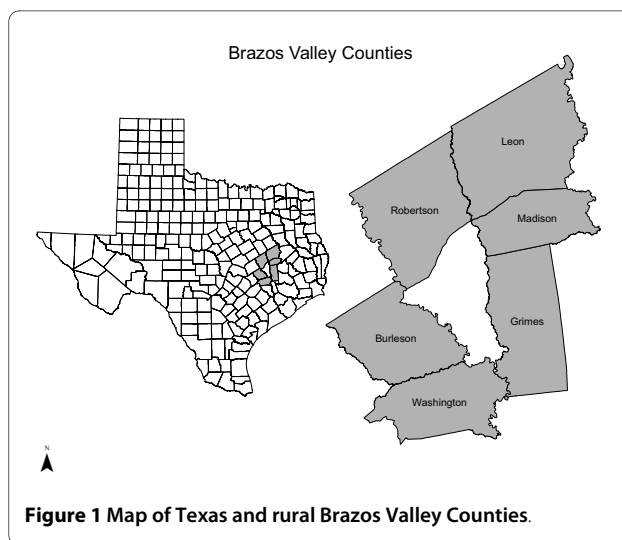 Brazos Valley Counties
Leon
Robertson
Madison
Grimes
Burleson
Washington
N
Figure 1 Map of Texas and rural Brazos Valley Counties.